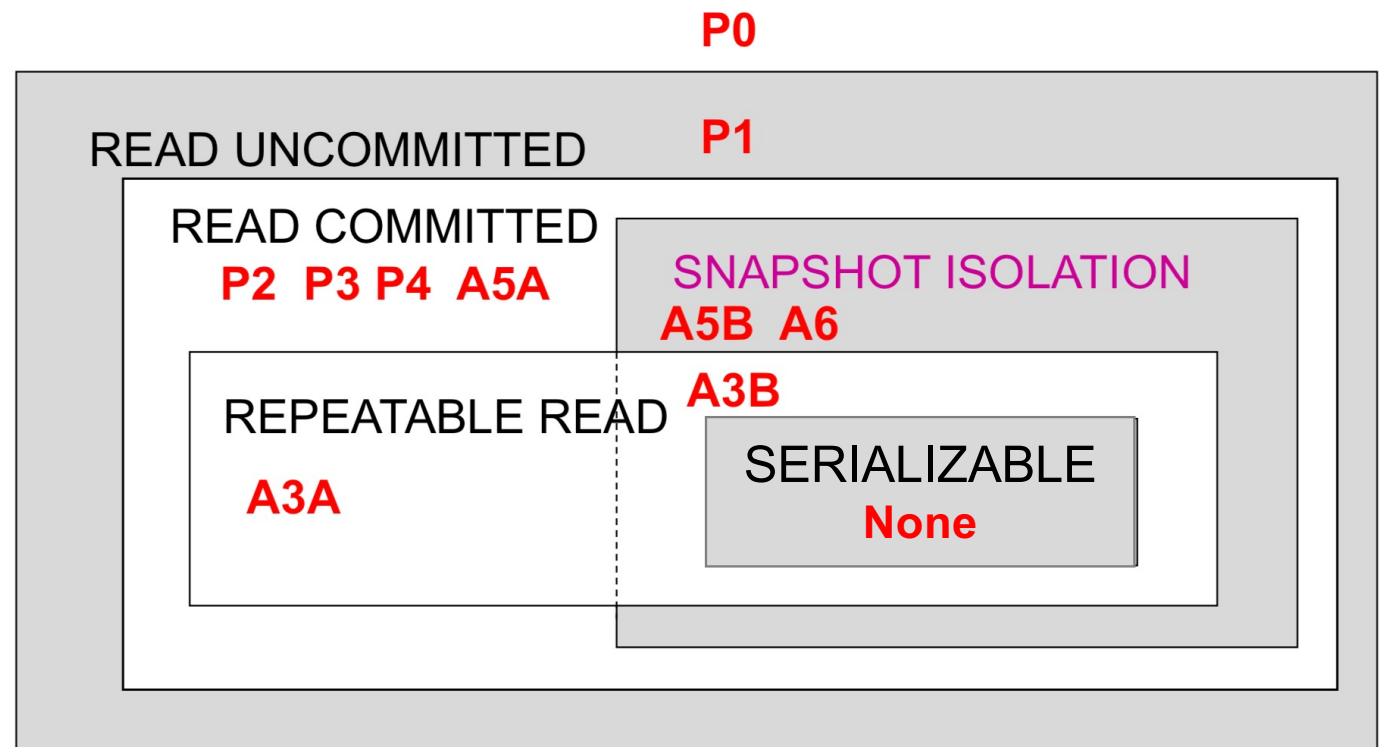 P0
READ UNCOMMITTED P1
READ COMMITTED
P2 P3 P4 A5A
SNAPSHOT ISOLATION
A5B A6
REPEATABLE READ
A3B
A3A
SERIALIZABLE
None